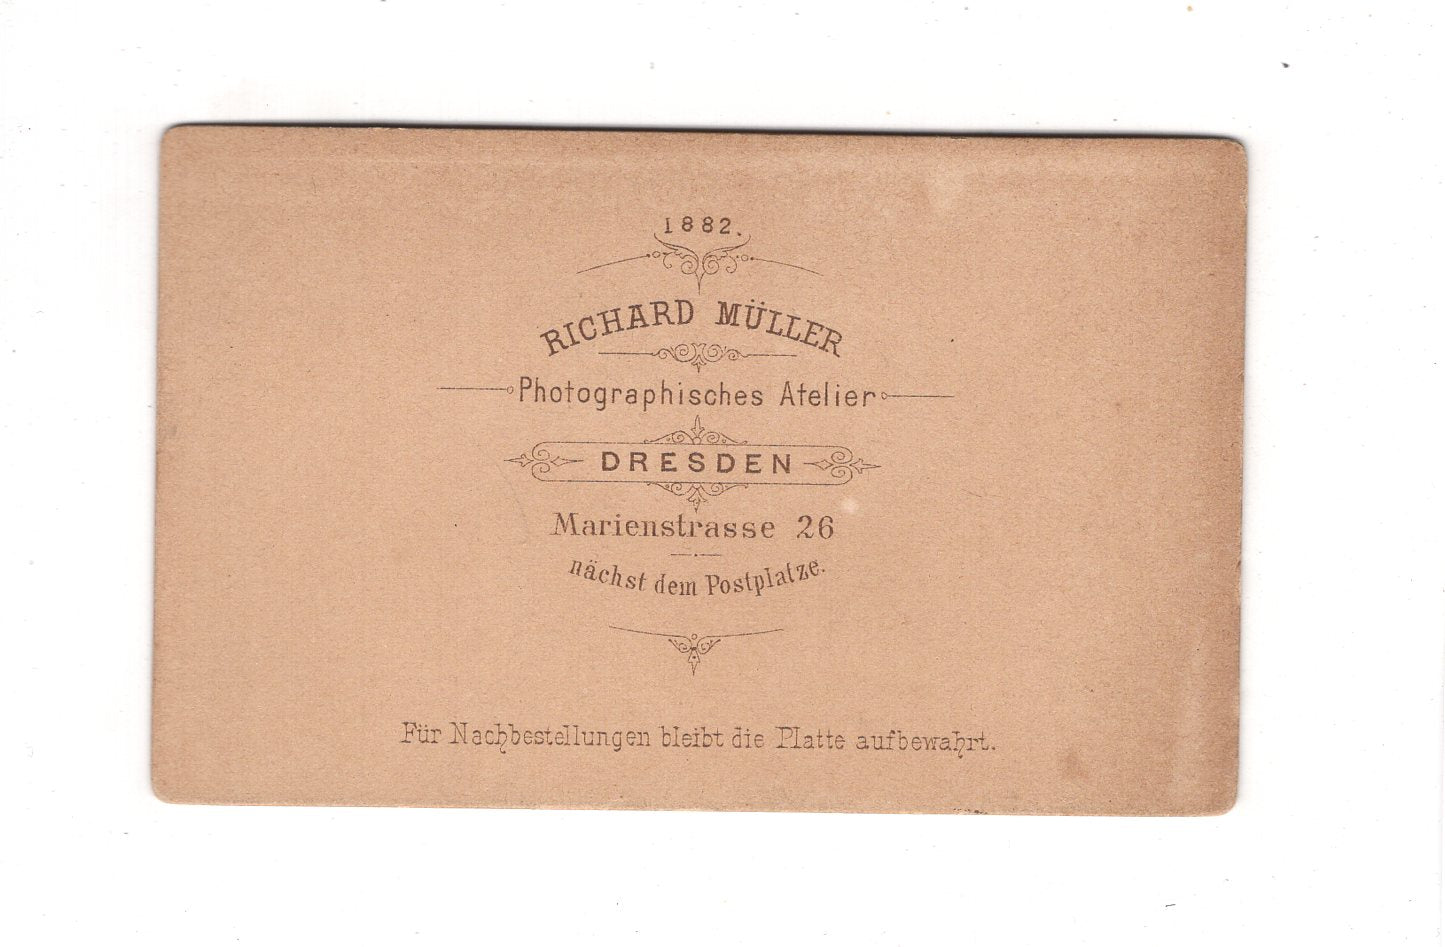 1882.
RICHARD MÜLLER
Photographisches Atelier
DRESDEN
Marienstrasse 26
nächst dem Postplatze.
Für Nachbestellungen bleibt die Platte aufbewahrt.